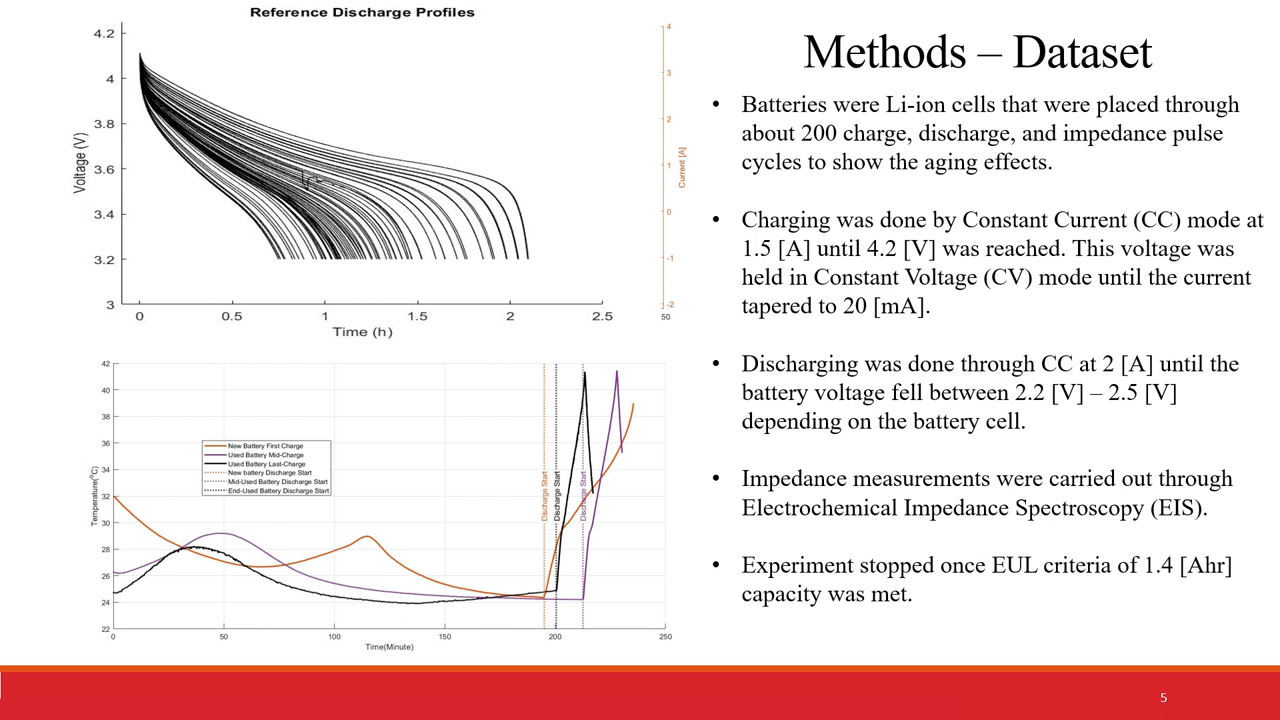 Reference Discharge Profiles
4.2
4
3.8
3.6
3.4
3.2
3
Voltage (V)
0
0.5
1
1.5
2
2.5
Time (h)
4
3
2
1
0
-1
-2
Current [A]
50
42
40
38
36
34
32
30
28
26
24
22
Temperature(°C)
New Battery First Charge
Used Battery Mid-Charge
Used Battery Last-Charge
New battery Discharge Start
Mid-Used Battery Discharge Start
End-Used Battery Discharge Start
Discharge Start
Discharge Start
Discharge Start
0
50
100
150
200
250
Time(Minute)
Methods – Dataset
• Batteries were Li-ion cells that were placed through
about 200 charge, discharge, and impedance pulse
cycles to show the aging effects.
• Charging was done by Constant Current (CC) mode at
1.5 [A] until 4.2 [V] was reached. This voltage was
held in Constant Voltage (CV) mode until the current
tapered to 20 [mA].
• Discharging was done through CC at 2 [A] until the
battery voltage fell between 2.2 [V] – 2.5 [V]
depending on the battery cell.
• Impedance measurements were carried out through
Electrochemical Impedance Spectroscopy (EIS).
• Experiment stopped once EUL criteria of 1.4 [Ahr]
capacity was met.
5